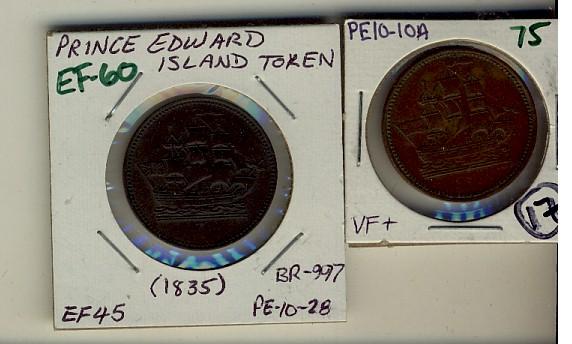 PRINCE EDWARD
EF-60 ISLAND TOKEN
(1835)
BR-997
EF45
PE-10-28
PE10-10A
75
VF+
17